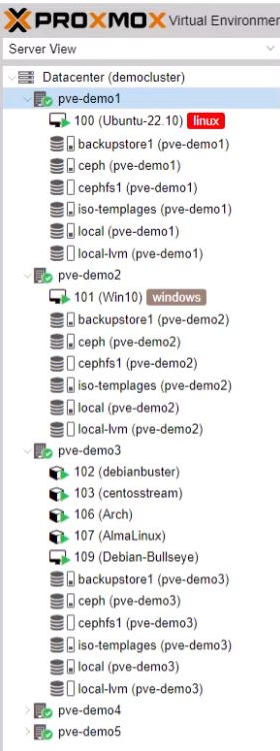 PROXMOX Virtual Environmen
Server View
Datacenter (democluster)
pve-demo1
100 (Ubuntu-22.10) linux
backupstore1 (pve-demo1)
ceph (pve-demo1)
cephfs1 (pve-demo1)
iso-templages (pve-demo1)
local (pve-demo1)
local-lvm (pve-demo1)
pve-demo2
101 (Win10) windows
backupstore1 (pve-demo2)
ceph (pve-demo2)
cephfs1 (pve-demo2)
iso-templages (pve-demo2)
local (pve-demo2)
local-lvm (pve-demo2)
pve-demo3
102 (debianbuster)
103 (centosstream)
106 (Arch)
107 (AlmaLinux)
109 (Debian-Bullseye)
backupstore1 (pve-demo3)
ceph (pve-demo3)
cephfs1 (pve-demo3)
iso-templages (pve-demo3)
local (pve-demo3)
local-lvm (pve-demo3)
pve-demo4
pve-demo5